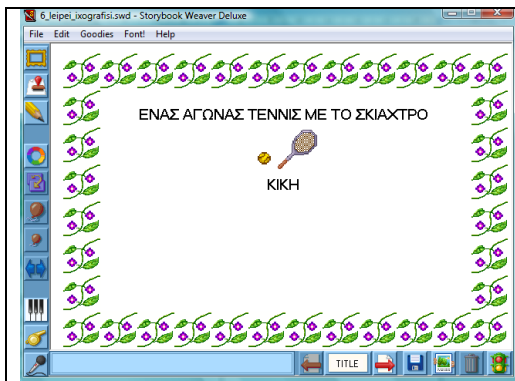 6_leipei_ixografisi.swd - Storybook Weaver Deluxe
File Edit Goodies Font! Help
ΕΝΑΣ ΑΓΩΝΑΣ ΤΕΝΝΙΣ ΜΕ ΤΟ ΣΚΙΑΧΤΡΟ
ΚΙΚΗ
TITLE